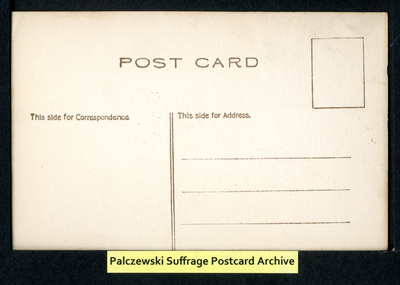 POST CARD
This side for Correspondence.
This side for Address.
Palczewski Suffrage Postcard Archive